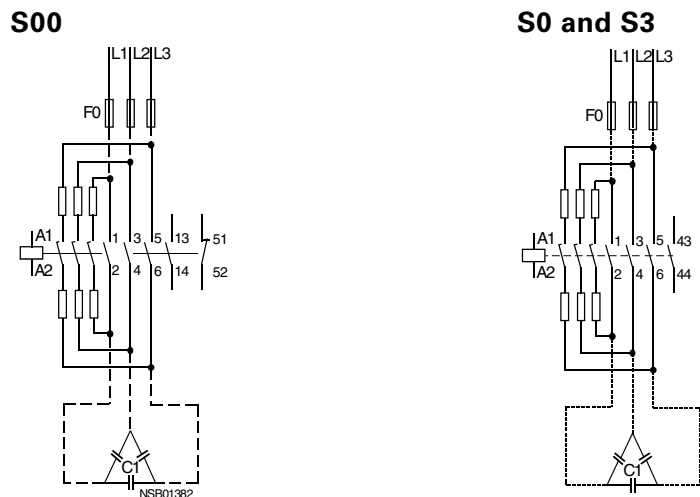 S00
S0 and S3
L1 L2 L3
L1 L2 L3
F0
F0
A1 1 3 5 13 51
A2 2 4 6 14 52
A1 1 3 5 43
A2 2 4 6 44
C1
NSB01382
C1